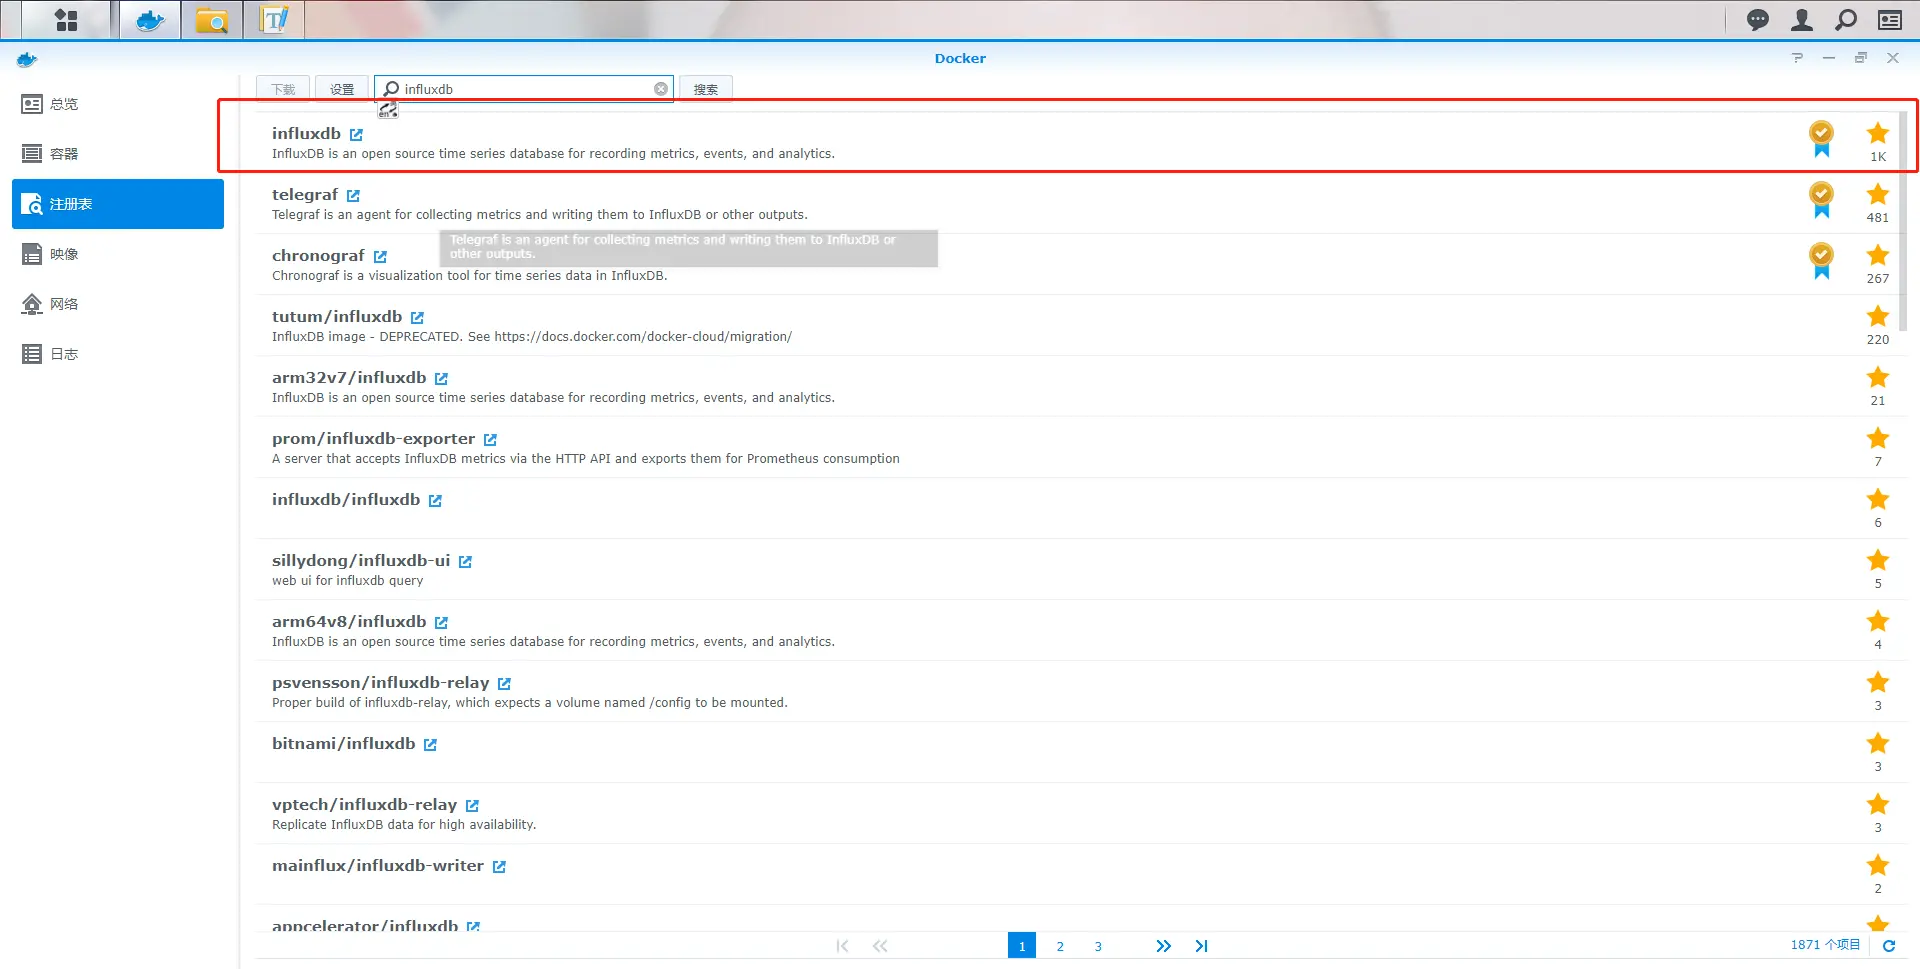 Docker
下载
设置
influxdb
搜索
总览
容器
注册表
映像
网络
日志
influxdb
InfluxDB is an open source time series database for recording metrics, events, and analytics.
1K
telegraf
Telegraf is an agent for collecting metrics and writing them to InfluxDB or other outputs.
481
Telegraf is an agent for collecting metrics and writing them to InfluxDB or
other outputs.
chronograf
Chronograf is a visualization tool for time series data in InfluxDB.
267
tutum/influxdb
InfluxDB image - DEPRECATED. See https://docs.docker.com/docker-cloud/migration/
220
arm32v7/influxdb
InfluxDB is an open source time series database for recording metrics, events, and analytics.
21
prom/influxdb-exporter
A server that accepts InfluxDB metrics via the HTTP API and exports them for Prometheus consumption
7
influxdb/influxdb
6
sillydong/influxdb-ui
web ui for influxdb query
5
arm64v8/influxdb
InfluxDB is an open source time series database for recording metrics, events, and analytics.
4
psvensson/influxdb-relay
Proper build of influxdb-relay, which expects a volume named /config to be mounted.
3
bitnami/influxdb
3
vptech/influxdb-relay
Replicate InfluxDB data for high availability.
3
mainflux/influxdb-writer
2
appcelerator/influxdb
1 2 3
1871 个项目